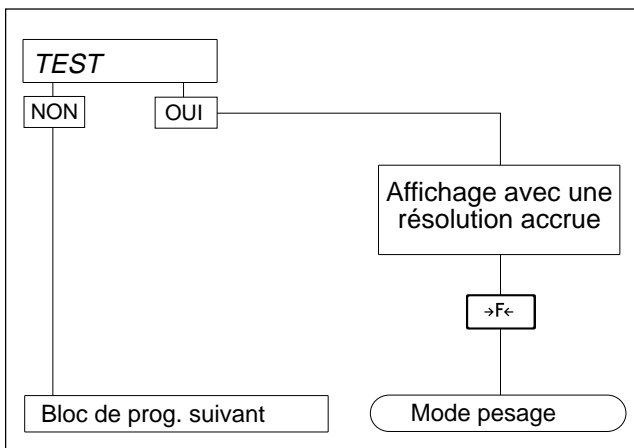 TEST
NON
OUI
Affichage avec une
résolution accrue
→F←
Bloc de prog. suivant
Mode pesage